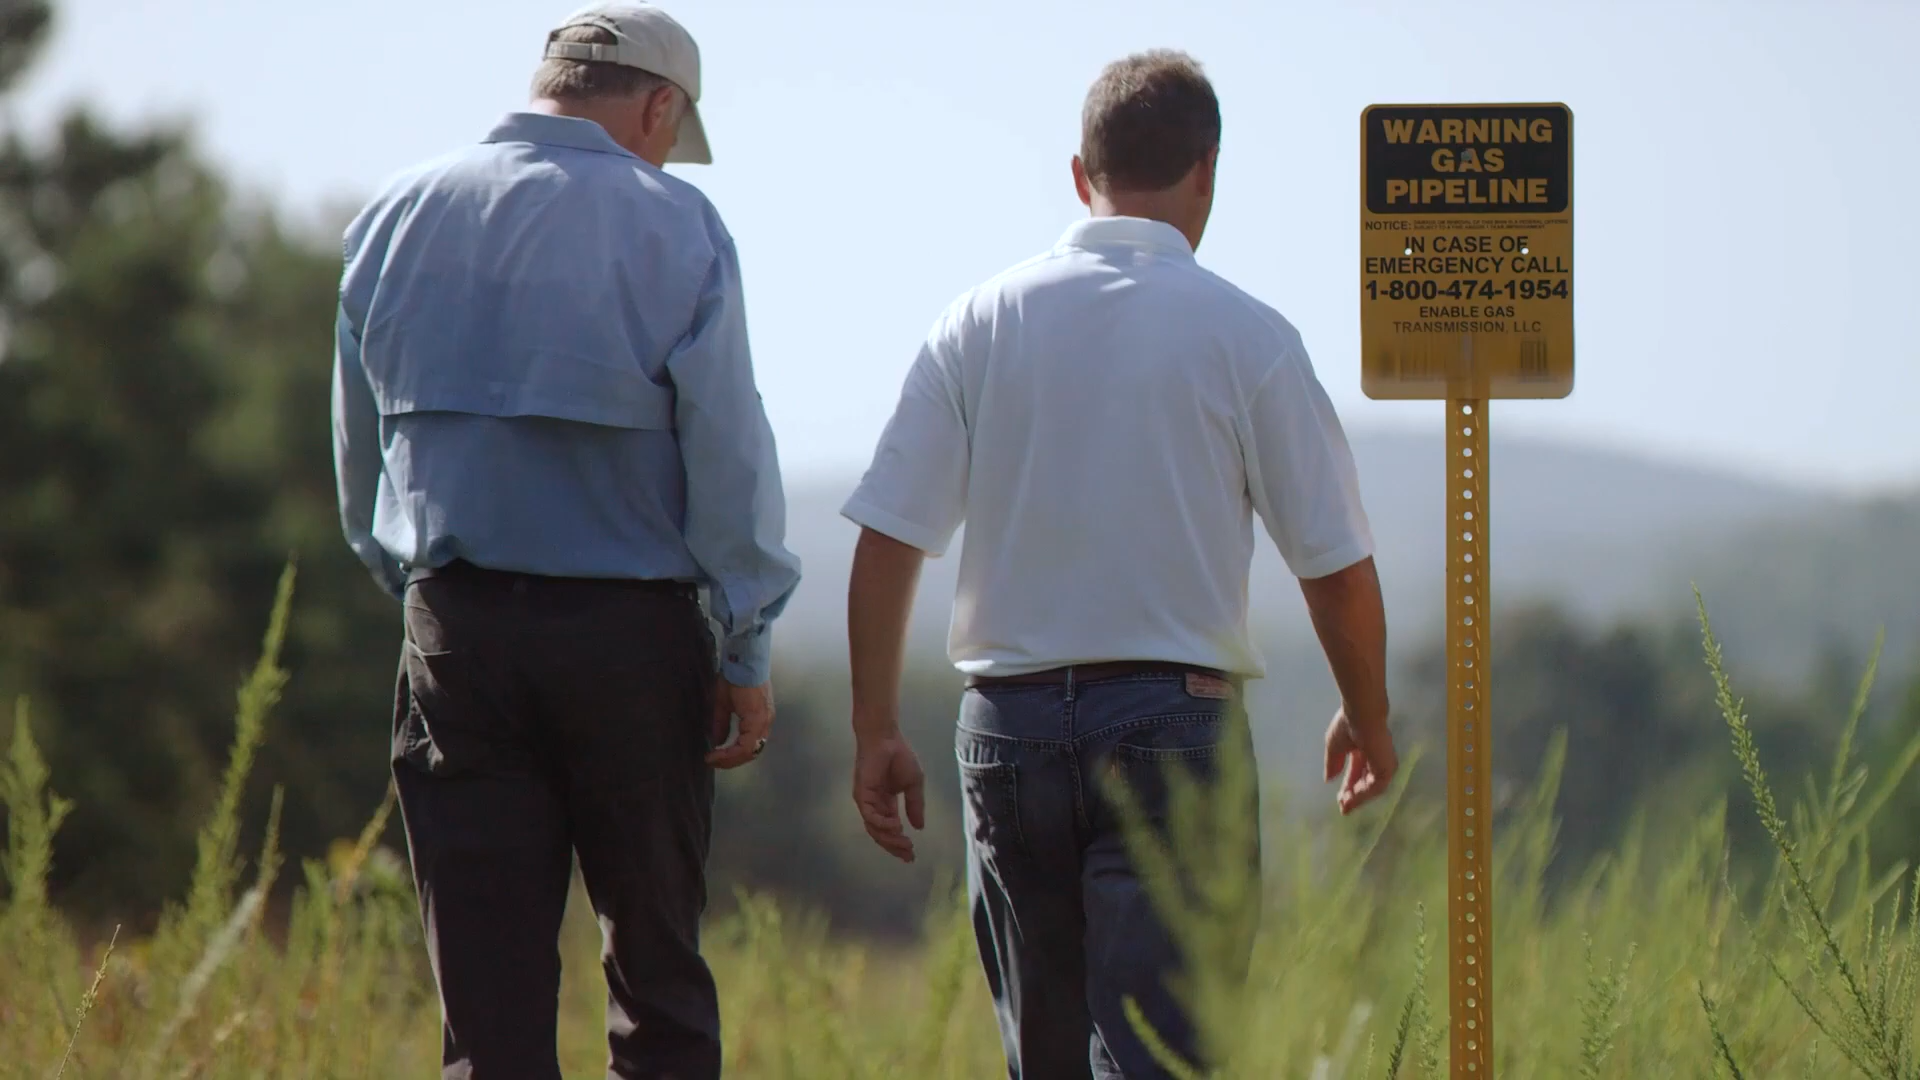 WARNING
GAS
PIPELINE
NOTICE:
IN CASE OF
EMERGENCY CALL
1-800-474-1954
ENABLE GAS
TRANSMISSION, LLC